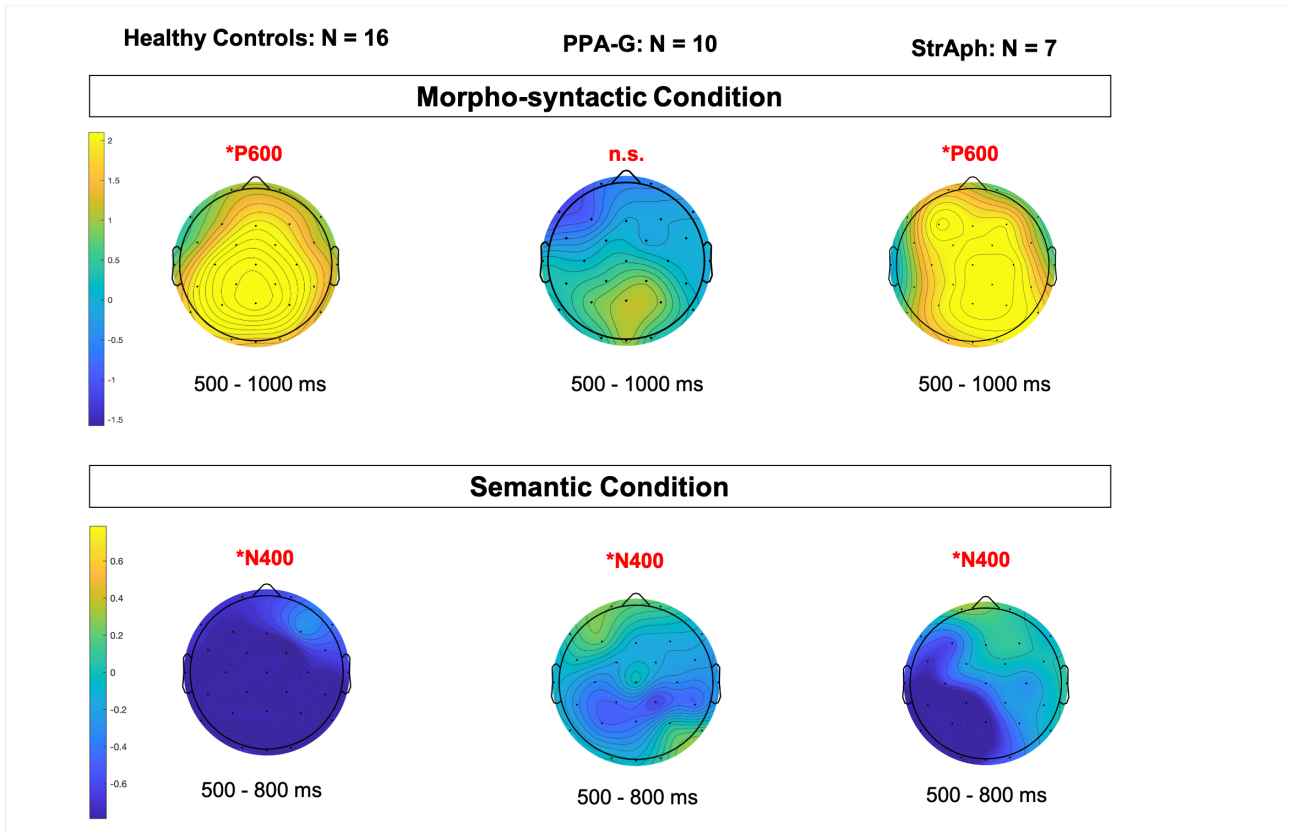 Healthy Controls: N = 16
PPA-G: N = 10
StrAph: N = 7
Morpho-syntactic Condition
2
1.5
1
0.5
0
-0.5
-1
-1.5
*P600
n.s.
*P600
500 - 1000 ms
500 - 1000 ms
500 - 1000 ms
Semantic Condition
0.6
0.4
0.2
0
-0.2
-0.4
-0.6
*N400
*N400
*N400
500 - 800 ms
500 - 800 ms
500 - 800 ms